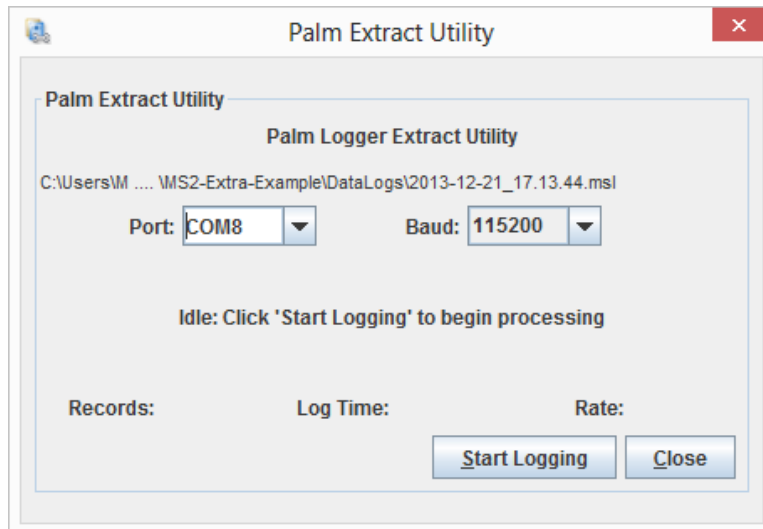 Palm Extract Utility
Palm Extract Utility
Palm Logger Extract Utility
C:\Users\M .... \MS2-Extra-Example\DataLogs\2013-12-21_17.13.44.msl
Port: COM8 Baud: 115200
Idle: Click 'Start Logging' to begin processing
Records: Log Time: Rate:
Start Logging Close